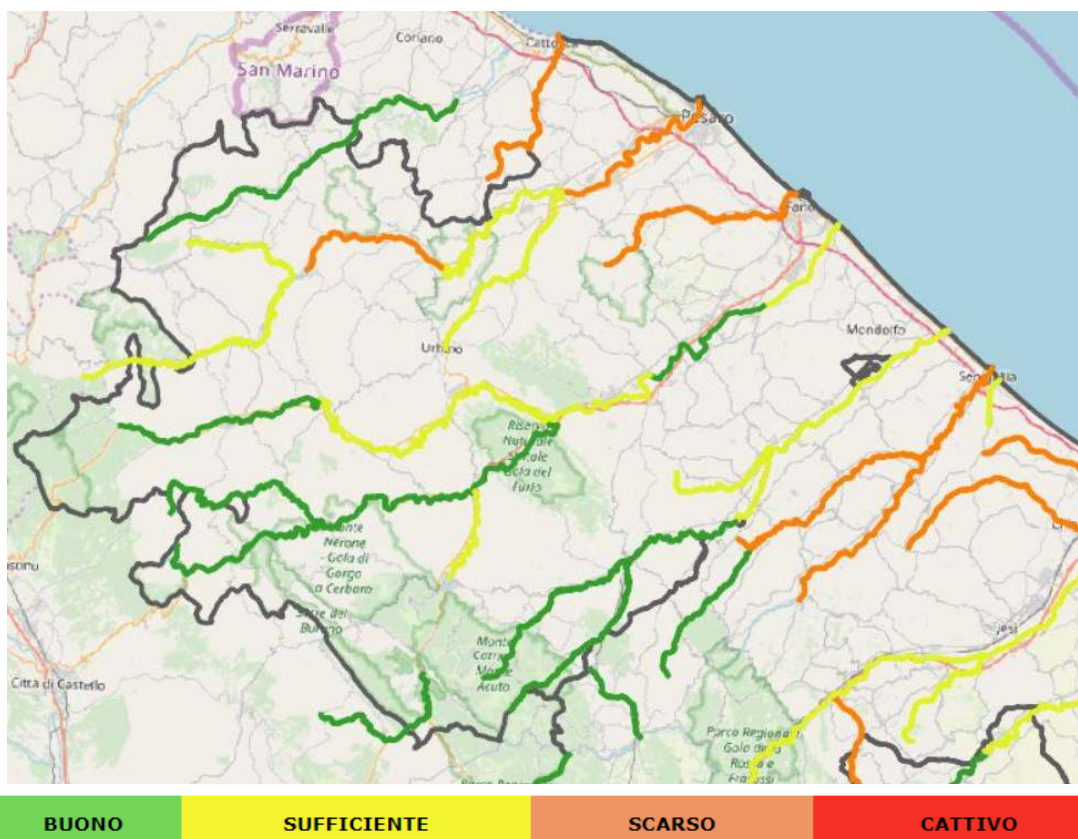 Serravalle
Coriano
San Marino
Pesaro
Fano
Mondolfo
Urbino
Riserva
Naturale
Statale
Gola del
Furlo
Monte
Nerone
- Gola di
Gorgo
a Cerbara
Serre del
Burano
Monte
Catria,
Monte
Acuto
Città di Castello
Jesi
Parco Regionale
Gola della
Rossa e
Frasassi
BUONO SUFFICIENTE SCARSO CATTIVO